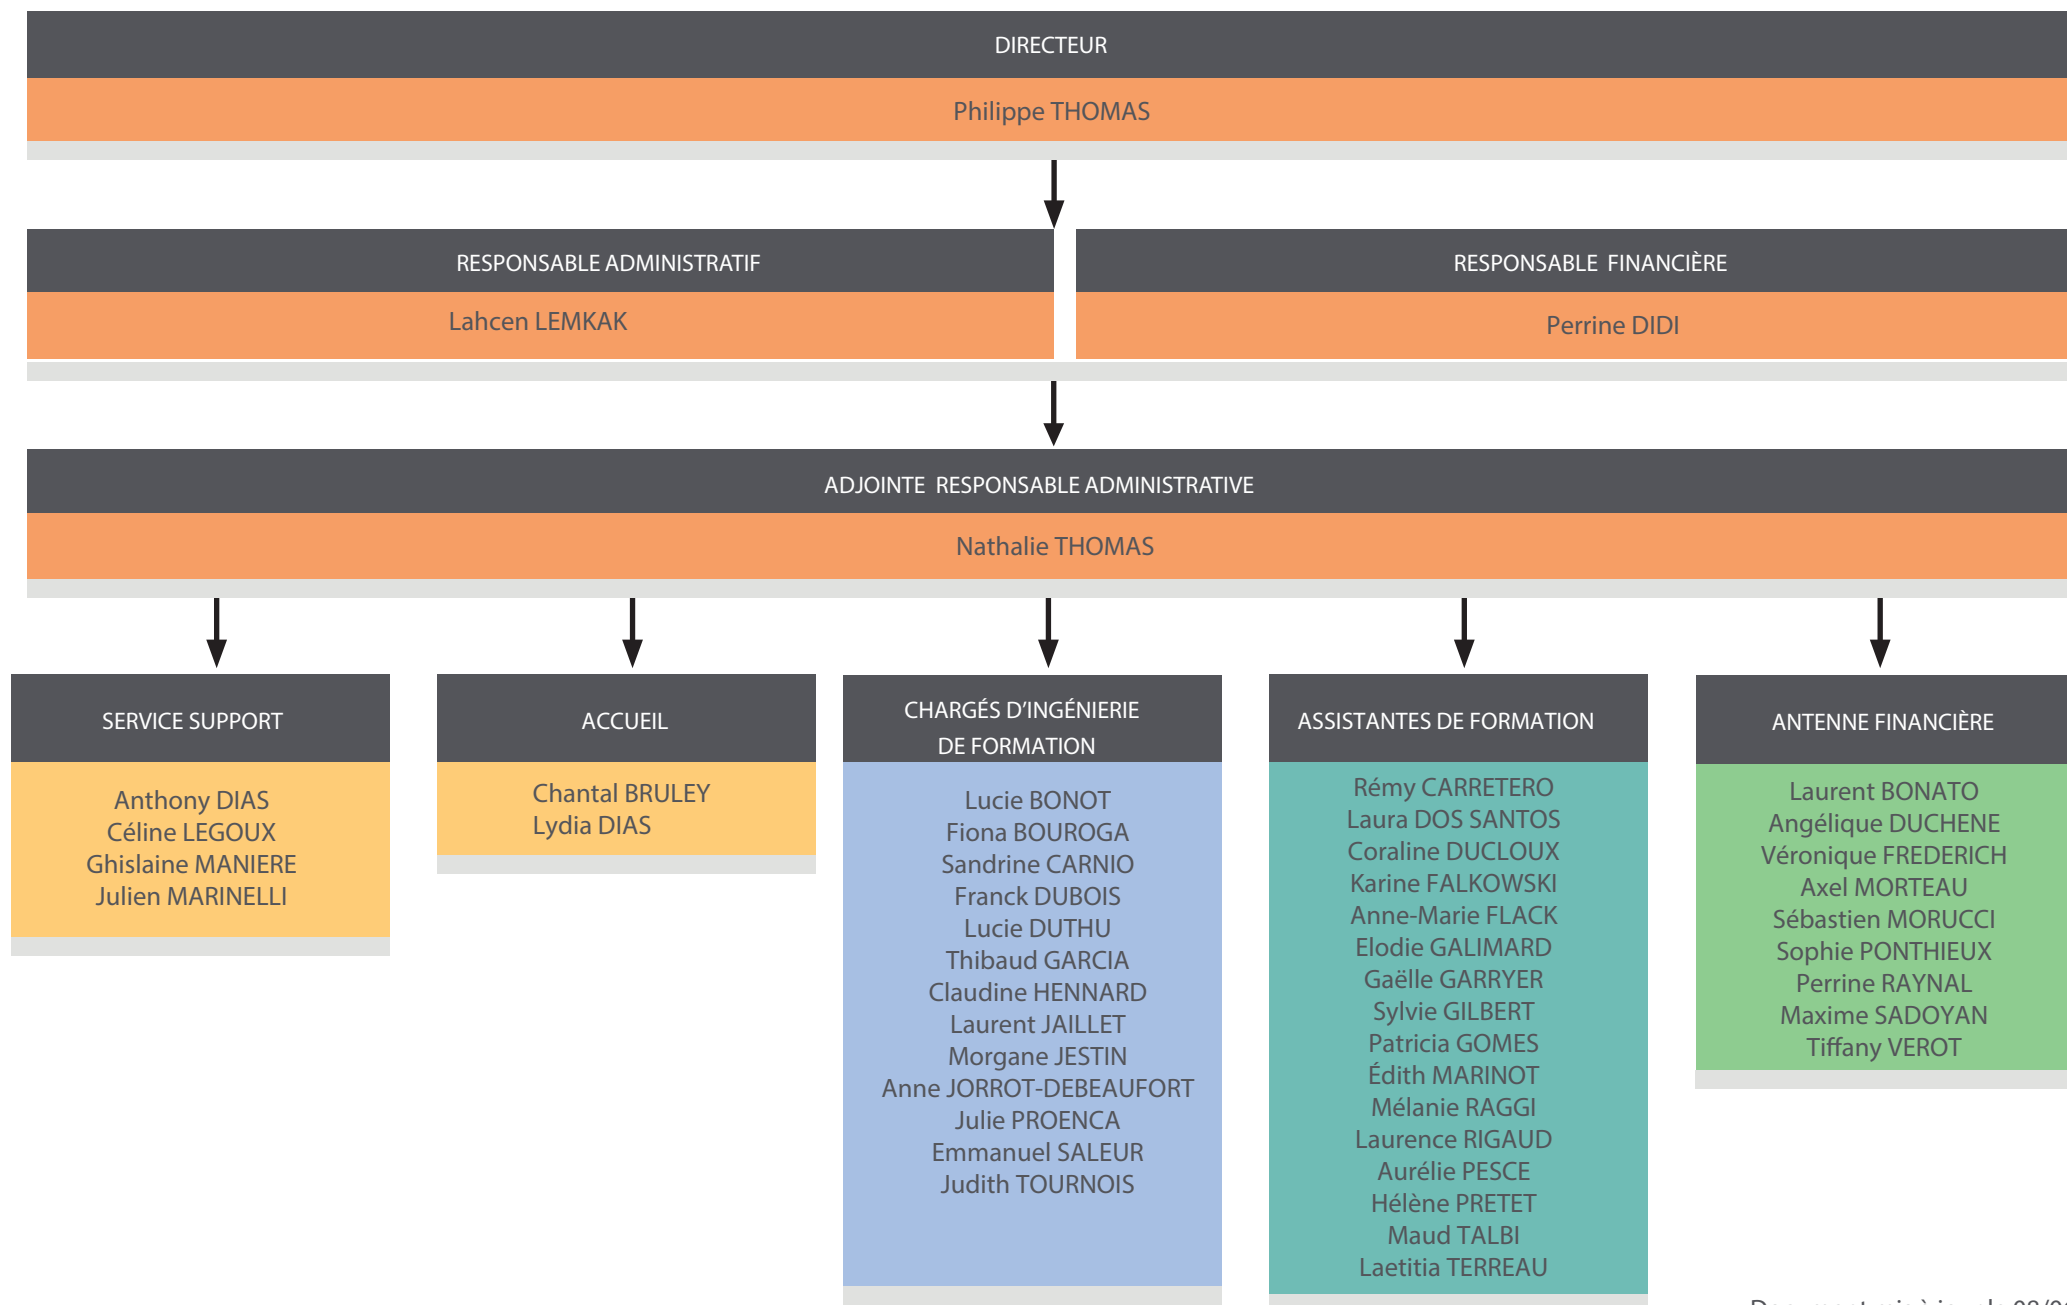 DIRECTEUR
Philippe THOMAS
RESPONSABLE ADMINISTRATIF
Lahcen LEMKAK
RESPONSABLE FINANCIÈRE
Perrine DIDI
ADJOINTE RESPONSABLE ADMINISTRATIVE
Nathalie THOMAS
SERVICE SUPPORT
Anthony DIAS
Céline LEGOUX
Ghislaine MANIERE
Julien MARINELLI
ACCUEIL
Chantal BRULEY
Lydia DIAS
CHARGÉS D’INGÉNIERIE
DE FORMATION
Lucie BONOT
Fiona BOUROGA
Sandrine CARNIO
Franck DUBOIS
Lucie DUTHU
Thibaud GARCIA
Claudine HENNARD
Laurent JAILLET
Morgane JESTIN
Anne JORROT-DEBEAUFORT
Julie PROENCA
Emmanuel SALEUR
Judith TOURNOIS
ASSISTANTES DE FORMATION
Rémy CARRETERO
Laura DOS SANTOS
Coraline DUCLOUX
Karine FALKOWSKI
Anne-Marie FLACK
Elodie GALIMARD
Gaëlle GARRYER
Sylvie GILBERT
Patricia GOMES
Édith MARINOT
Mélanie RAGGI
Laurence RIGAUD
Aurélie PESCE
Hélène PRETET
Maud TALBI
Laetitia TERREAU
ANTENNE FINANCIÈRE
Laurent BONATO
Angélique DUCHENE
Véronique FREDERICH
Axel MORTEAU
Sébastien MORUCCI
Sophie PONTHIEUX
Perrine RAYNAL
Maxime SADOYAN
Tiffany VEROT
Document mis à jour le